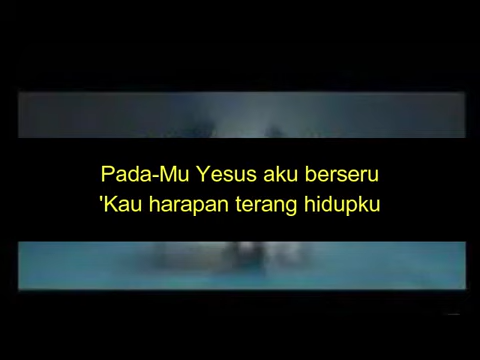 Pada-Mu Yesus aku berseru
'Kau harapan terang hidupku